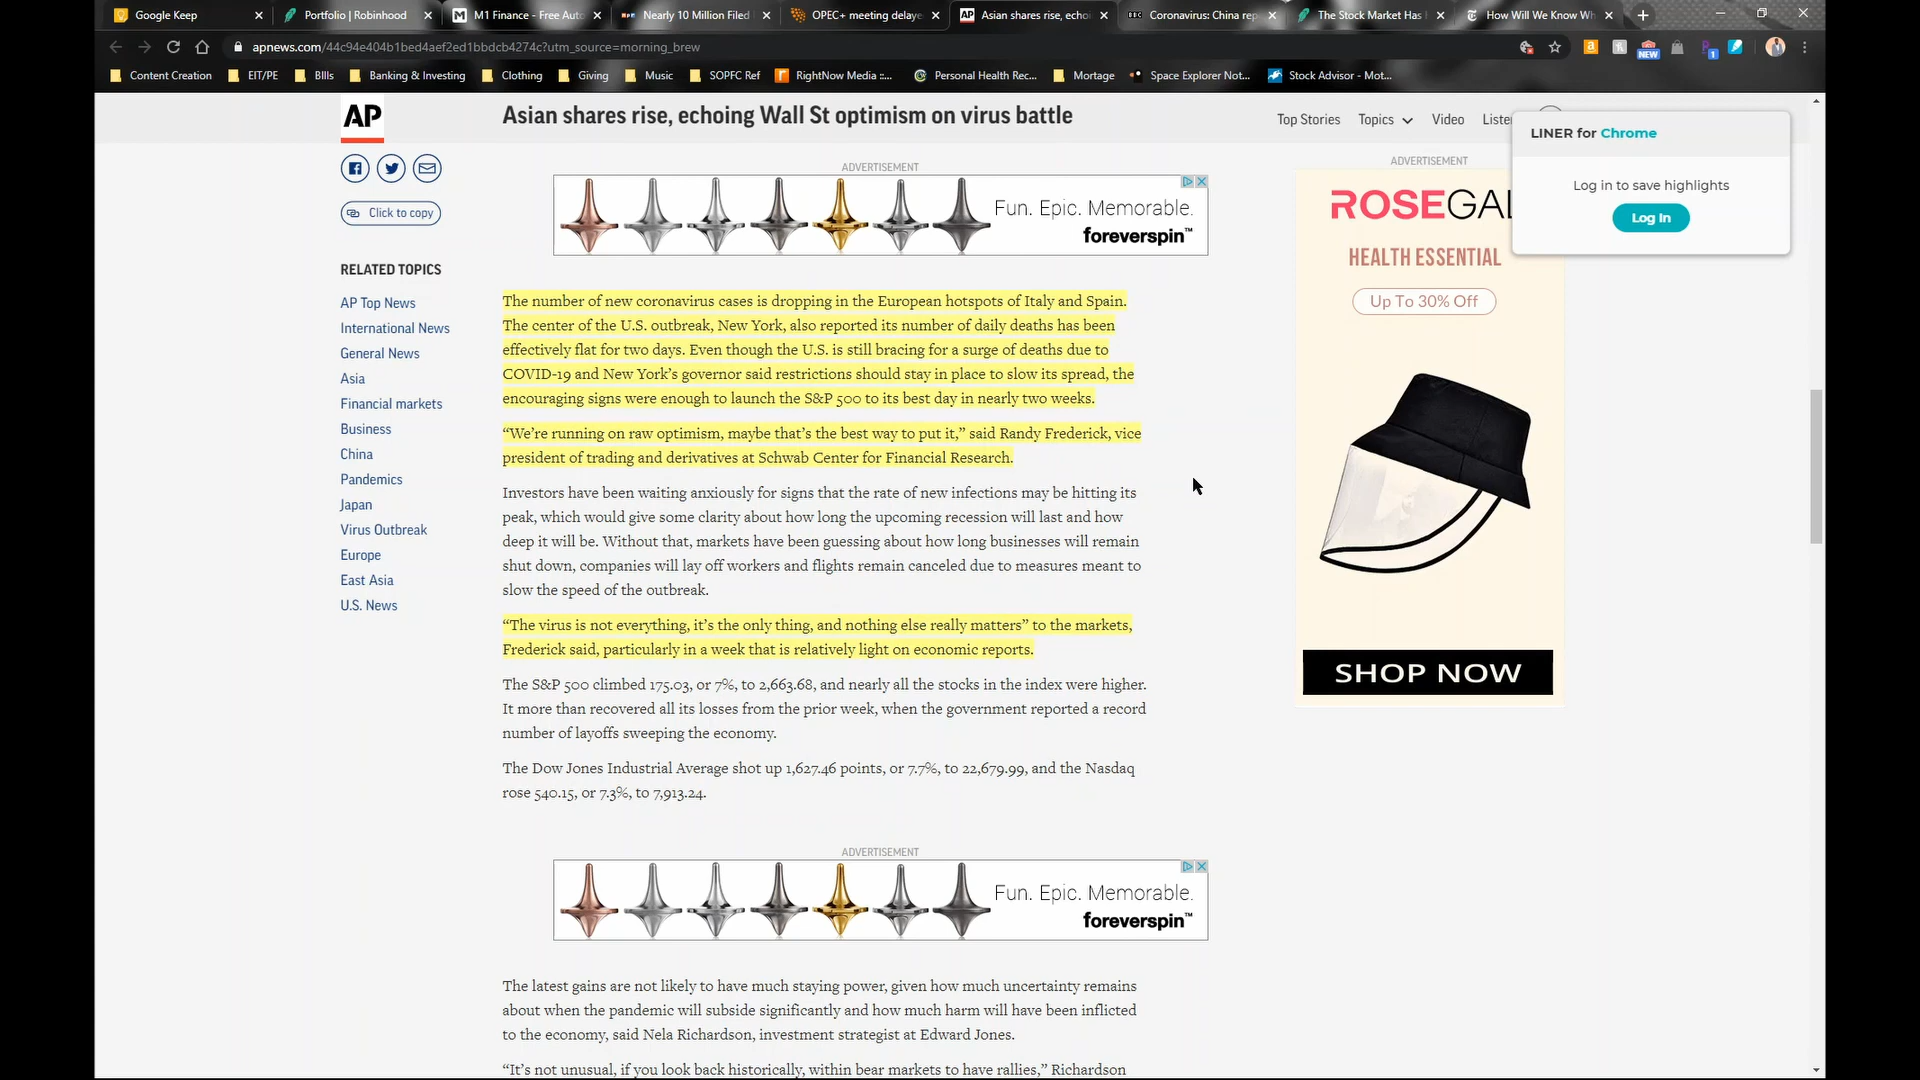 Google Keep
Portfolio | Robinhood
M1 Finance - Free Auto
Nearly 10 Million Filed
OPEC+ meeting delaye
Asian shares rise, echo
Coronavirus: China rep
The Stock Market Has
How Will We Know Wh
apnews.com/44c94e404b1bed4aef2ed1bbdcb4274c?utm_source=morning_brew
NEW
1
Content Creation
EIT/PE
BIlls
Banking & Investing
Clothing
Giving
Music
SOPFC Ref
RightNow Media ::...
Personal Health Rec...
Mortage
Space Explorer Not...
Stock Advisor - Mot...
AP
Asian shares rise, echoing Wall St optimism on virus battle
Top Stories
Topics
Video
Liste
LINER for Chrome
Log in to save highlights
Log In
Click to copy
RELATED TOPICS
AP Top News
International News
General News
Asia
Financial markets
Business
China
Pandemics
Japan
Virus Outbreak
Europe
East Asia
U.S. News
ADVERTISEMENT
Fun. Epic. Memorable.
foreverspin™
The number of new coronavirus cases is dropping in the European hotspots of Italy and Spain.
The center of the U.S. outbreak, New York, also reported its number of daily deaths has been
effectively flat for two days. Even though the U.S. is still bracing for a surge of deaths due to
COVID-19 and New York’s governor said restrictions should stay in place to slow its spread, the
encouraging signs were enough to launch the S&P 500 to its best day in nearly two weeks.
“We’re running on raw optimism, maybe that’s the best way to put it,” said Randy Frederick, vice
president of trading and derivatives at Schwab Center for Financial Research.
Investors have been waiting anxiously for signs that the rate of new infections may be hitting its
peak, which would give some clarity about how long the upcoming recession will last and how
deep it will be. Without that, markets have been guessing about how long businesses will remain
shut down, companies will lay off workers and flights remain canceled due to measures meant to
slow the speed of the outbreak.
“The virus is not everything, it’s the only thing, and nothing else really matters” to the markets,
Frederick said, particularly in a week that is relatively light on economic reports.
The S&P 500 climbed 175.03, or 7%, to 2,663.68, and nearly all the stocks in the index were higher.
It more than recovered all its losses from the prior week, when the government reported a record
number of layoffs sweeping the economy.
The Dow Jones Industrial Average shot up 1,627.46 points, or 7.7%, to 22,679.99, and the Nasdaq
rose 540.15, or 7.3%, to 7,913.24.
ADVERTISEMENT
Fun. Epic. Memorable.
foreverspin™
The latest gains are not likely to have much staying power, given how much uncertainty remains
about when the pandemic will subside significantly and how much harm will have been inflicted
to the economy, said Nela Richardson, investment strategist at Edward Jones.
“It’s not unusual, if you look back historically, within bear markets to have rallies,” Richardson
ADVERTISEMENT
ROSEGAL
HEALTH ESSENTIAL
Up To 30% Off
SHOP NOW